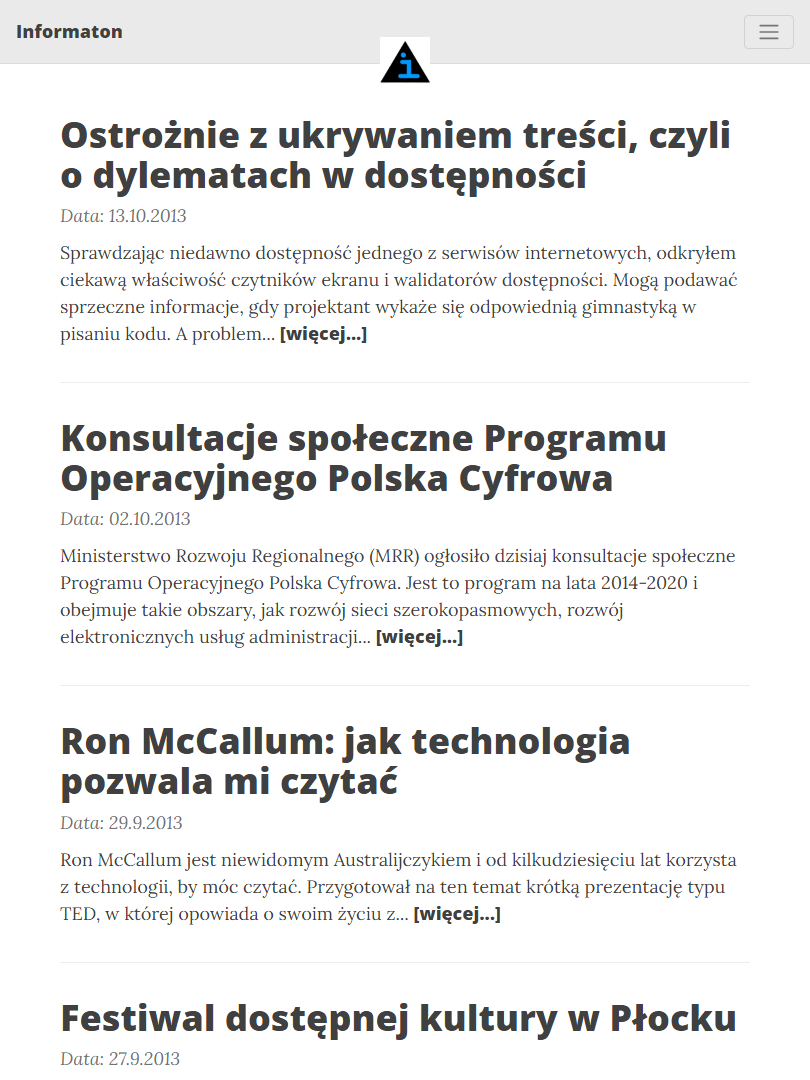 Informaton
i
Ostrożnie z ukrywaniem treści, czyli
o dylematach w dostępności
Data: 13.10.2013
Sprawdzając niedawno dostępność jednego z serwisów internetowych, odkryłem
ciekawą właściwość czytników ekranu i walidatorów dostępności. Mogą podawać
sprzeczne informacje, gdy projektant wykaże się odpowiednią gimnastyką w
pisaniu kodu. A problem... [więcej...]
Konsultacje społeczne Programu
Operacyjnego Polska Cyfrowa
Data: 02.10.2013
Ministerstwo Rozwoju Regionalnego (MRR) ogłosiło dzisiaj konsultacje społeczne
Programu Operacyjnego Polska Cyfrowa. Jest to program na lata 2014-2020 i
obejmuje takie obszary, jak rozwój sieci szerokopasmowych, rozwój
elektronicznych usług administracji... [więcej...]
Ron McCallum: jak technologia
pozwala mi czytać
Data: 29.9.2013
Ron McCallum jest niewidomym Australijczykiem i od kilkudziesięciu lat korzysta
z technologii, by móc czytać. Przygotował na ten temat krótką prezentację typu
TED, w której opowiada o swoim życiu z... [więcej...]
Festiwal dostępnej kultury w Płocku
Data: 27.9.2013